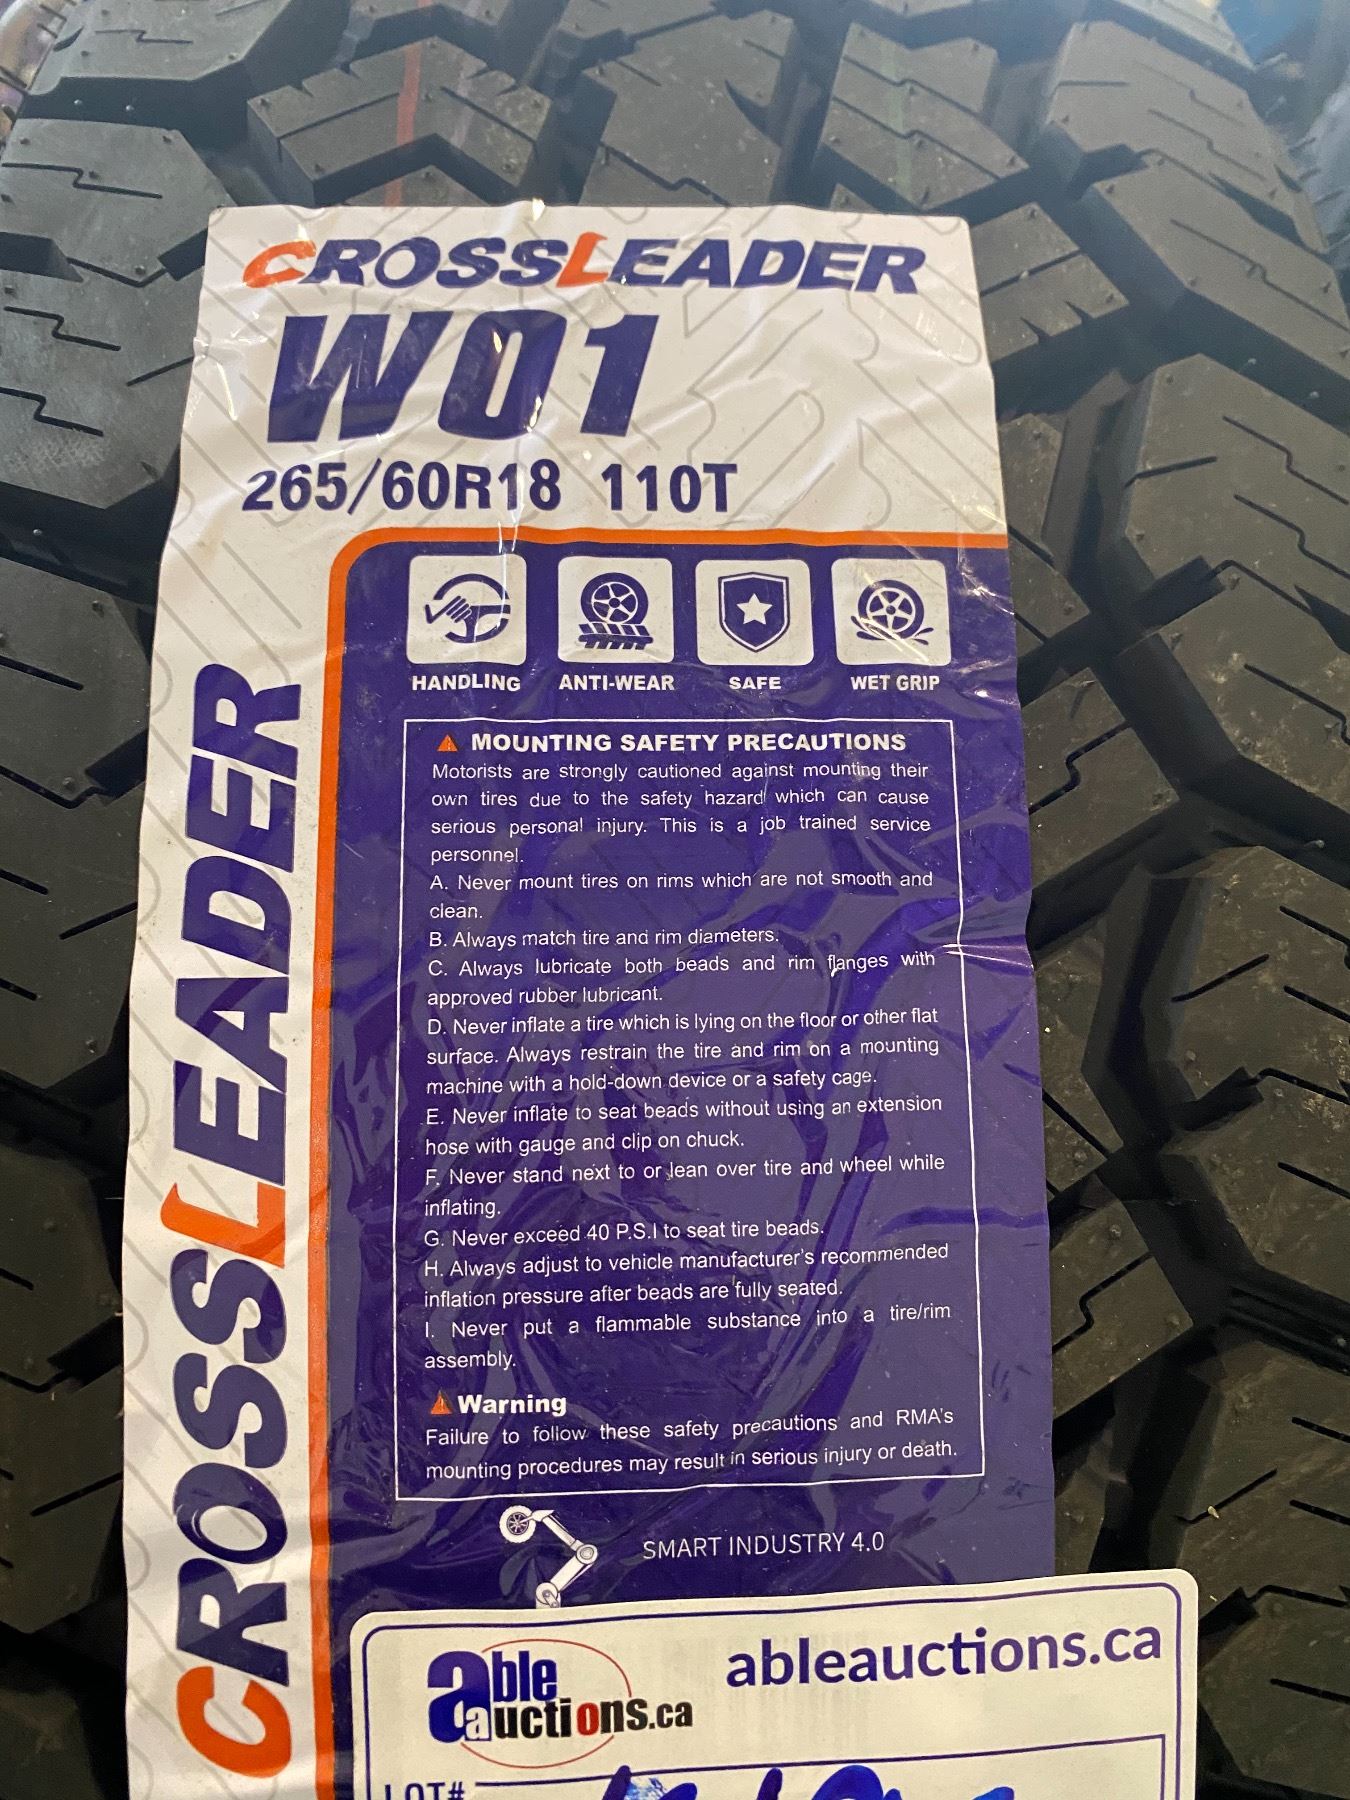 CROSSLEADER
W01
265/60R18 110T
HANDLING ANTI-WEAR SAFE WET GRIP
MOUNTING SAFETY PRECAUTIONS
Motorists are strongly cautioned against mounting their
own tires due to the safety hazard which can cause
serious personal injury. This is a job trained service
personnel.
A. Never mount tires on rims which are not smooth and
clean.
B. Always match tire and rim diameters.
C. Always lubricate both beads and rim flanges with
approved rubber lubricant.
D. Never inflate a tire which is lying on the floor or other flat
surface. Always restrain the tire and rim on a mounting
machine with a hold-down device or a safety cage.
E. Never inflate to seat beads without using an extension
hose with gauge and clip on chuck.
F. Never stand next to or lean over tire and wheel while
inflating.
G. Never exceed 40 P.S.I to seat tire beads.
H. Always adjust to vehicle manufacturer's recommended
inflation pressure after beads are fully seated.
I. Never put a flammable substance into a tire/rim
assembly.
Warning
Failure to follow these safety precautions and RMA's
mounting procedures may result in serious injury or death.
SMART INDUSTRY 4.0
CROSSLEADER
able
auctions.ca
ableauctions.ca
LOT#